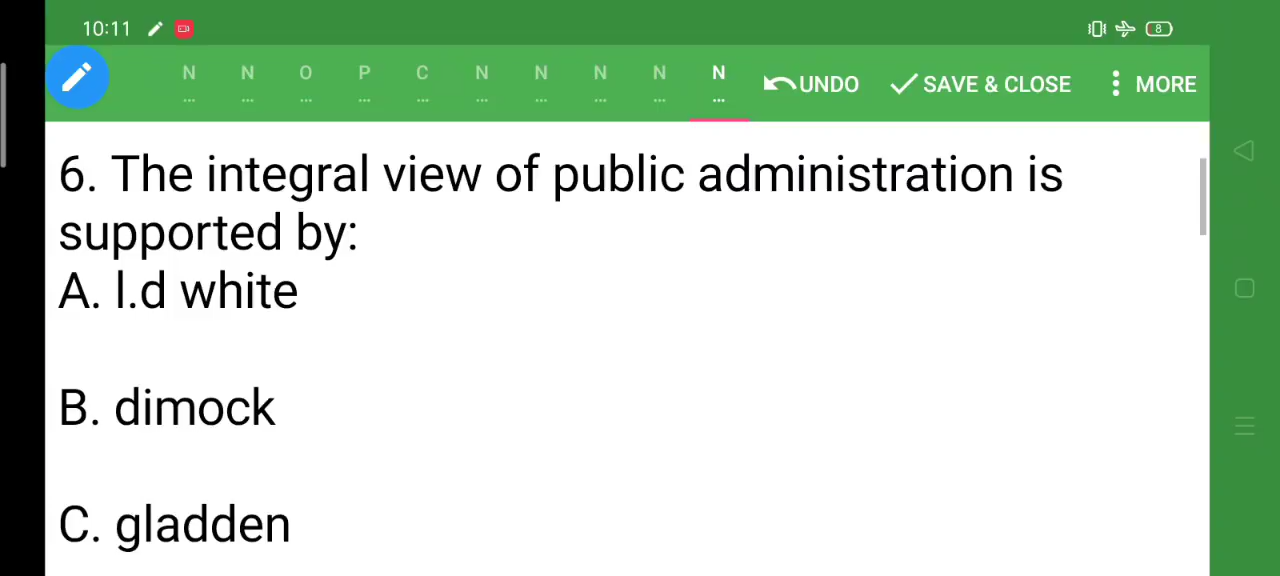 10:11 8
N N O P C N N N N N UNDO SAVE & CLOSE MORE
... ... ... ... ... ... ... ... ... ...
6. The integral view of public administration is
supported by:
A. l.d white
B. dimock
C. gladden